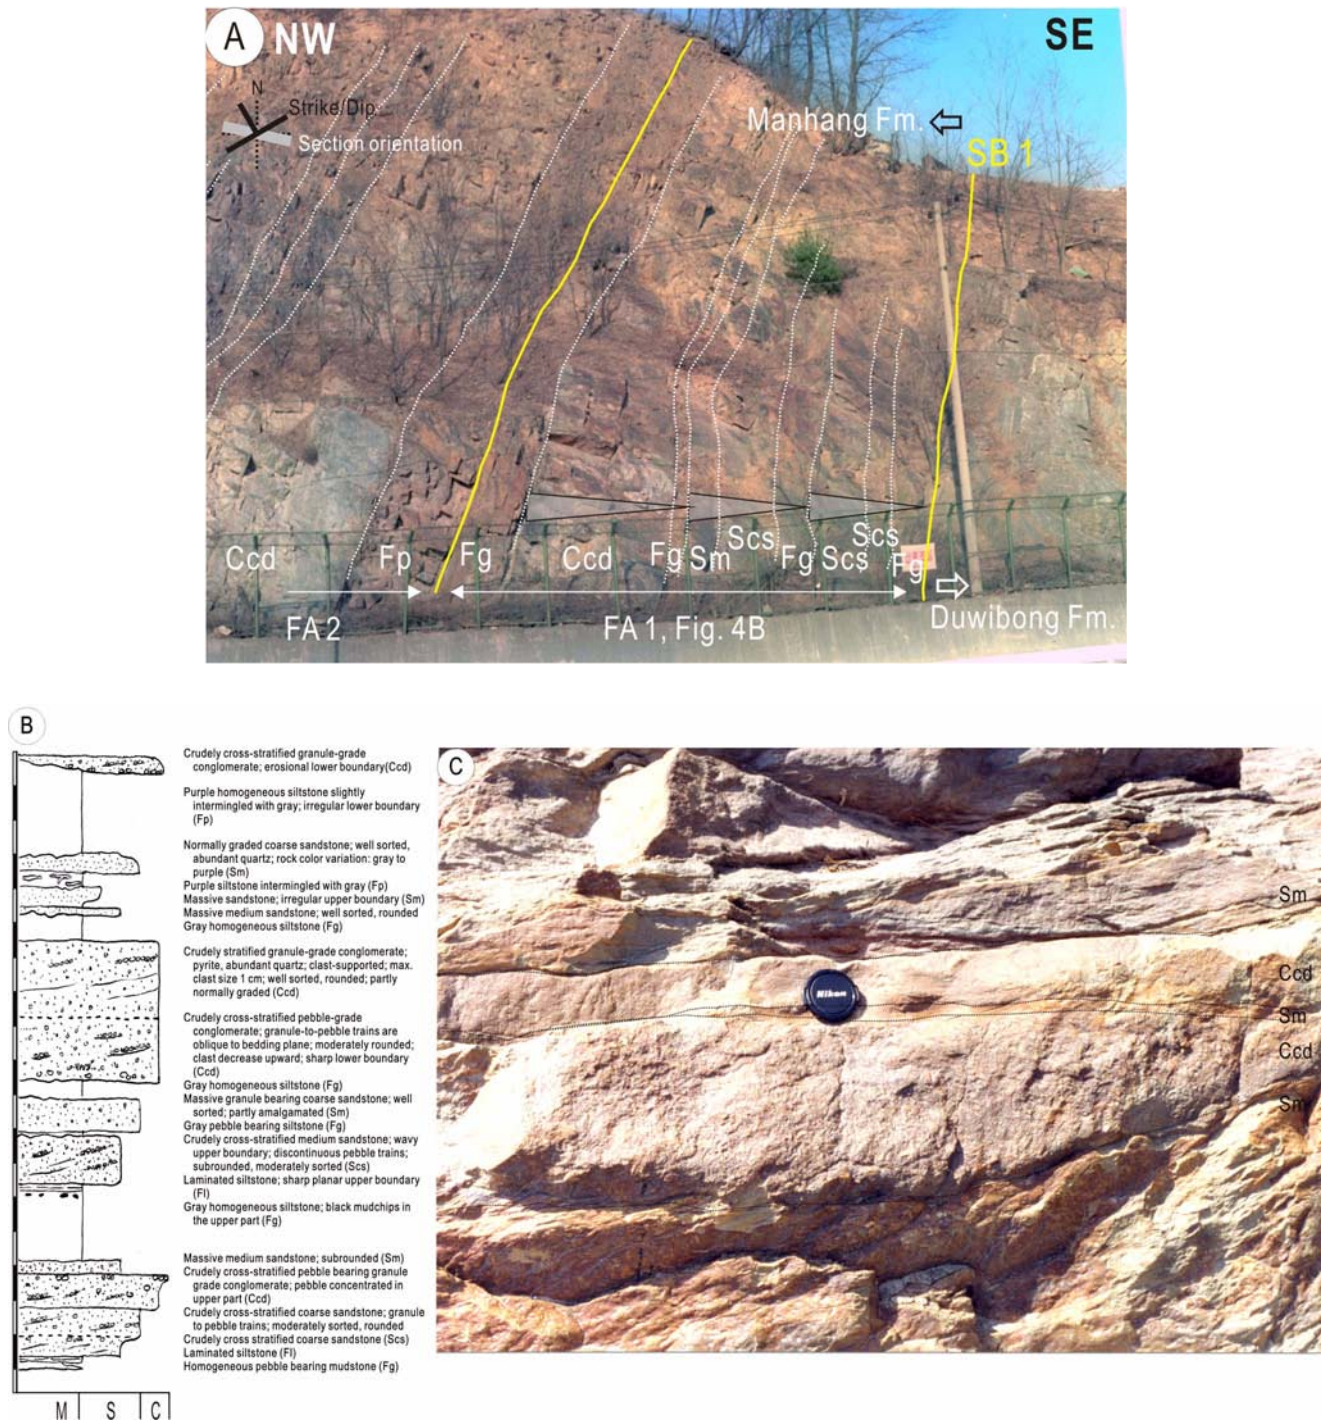 A NW
SE
N
Strike/Dip
Section orientation
Manhang Fm.
SB 1
Ccd Fp Fg Ccd Fg Sm Scs Fg Scs Scs Fg
FA 2
FA 1, Fig. 4B
Duwibong Fm.
B
Crudely cross-stratified granule-grade
conglomerate; erosional lower boundary(Ccd)
Purple homogeneous siltstone slightly
intermingled with gray; irregular lower boundary
(Fp)
Normally graded coarse sandstone; well sorted,
abundant quartz; rock color variation: gray to
purple (Sm)
Purple siltstone intermingled with gray (Fp)
Massive sandstone; irregular upper boundary (Sm)
Massive medium sandstone; well sorted, rounded
Gray homogeneous siltstone (Fg)
Crudely stratified granule-grade conglomerate;
pyrite, abundant quartz; clast-supported; max.
clast size 1 cm; well sorted, rounded; partly
normally graded (Ccd)
Crudely cross-stratified pebble-grade
conglomerate; granule-to-pebble trains are
oblique to bedding plane; moderately rounded;
clast decrease upward; sharp lower boundary
(Ccd)
Gray homogeneous siltstone (Fg)
Massive granule bearing coarse sandstone; well
sorted; partly amalgamated (Sm)
Gray pebble bearing siltstone (Fg)
Crudely cross-stratified medium sandstone; wavy
upper boundary; discontinuous pebble trains;
subrounded, moderately sorted (Scs)
Laminated siltstone; sharp planar upper boundary
(Fl)
Gray homogeneous siltstone; black mudchips in
the upper part (Fg)
Massive medium sandstone; subrounded (Sm)
Crudely cross-stratified pebble bearing granule
grade conglomerate; pebble concentrated in
upper part (Ccd)
Crudely cross-stratified coarse sandstone; granule
to pebble trains; moderately sorted, rounded
Crudely cross stratified coarse sandstone (Scs)
Laminated siltstone (Fl)
Homogeneous pebble bearing mudstone (Fg)
M S C
C
Sm
Ccd
Nikon
Sm
Ccd
Sm